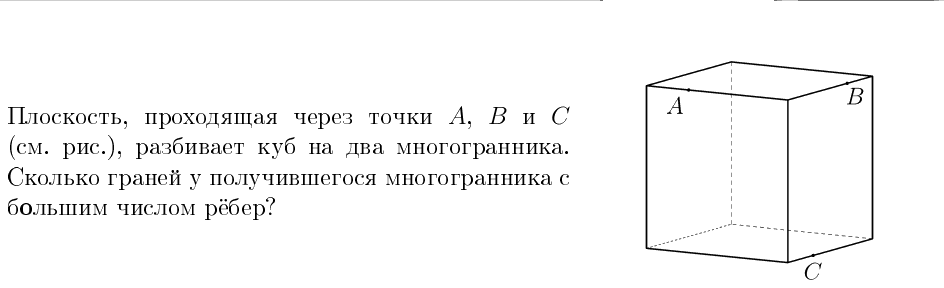 Плоскость, проходящая через точки A, B и C
(см. рис.), разбивает куб на два многогранника.
Сколько граней у получившегося многогранника с
большим числом рёбер?
A
B
C